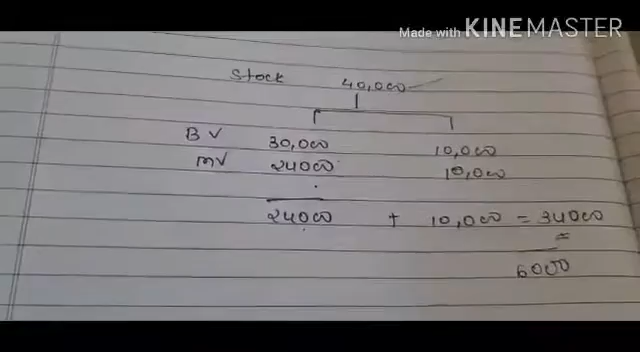 Made with KINEMASTER
Stock 40,000
BV 30,000 10,000
MV 24000 10,000
24000 + 10,000 = 34000
=
6000